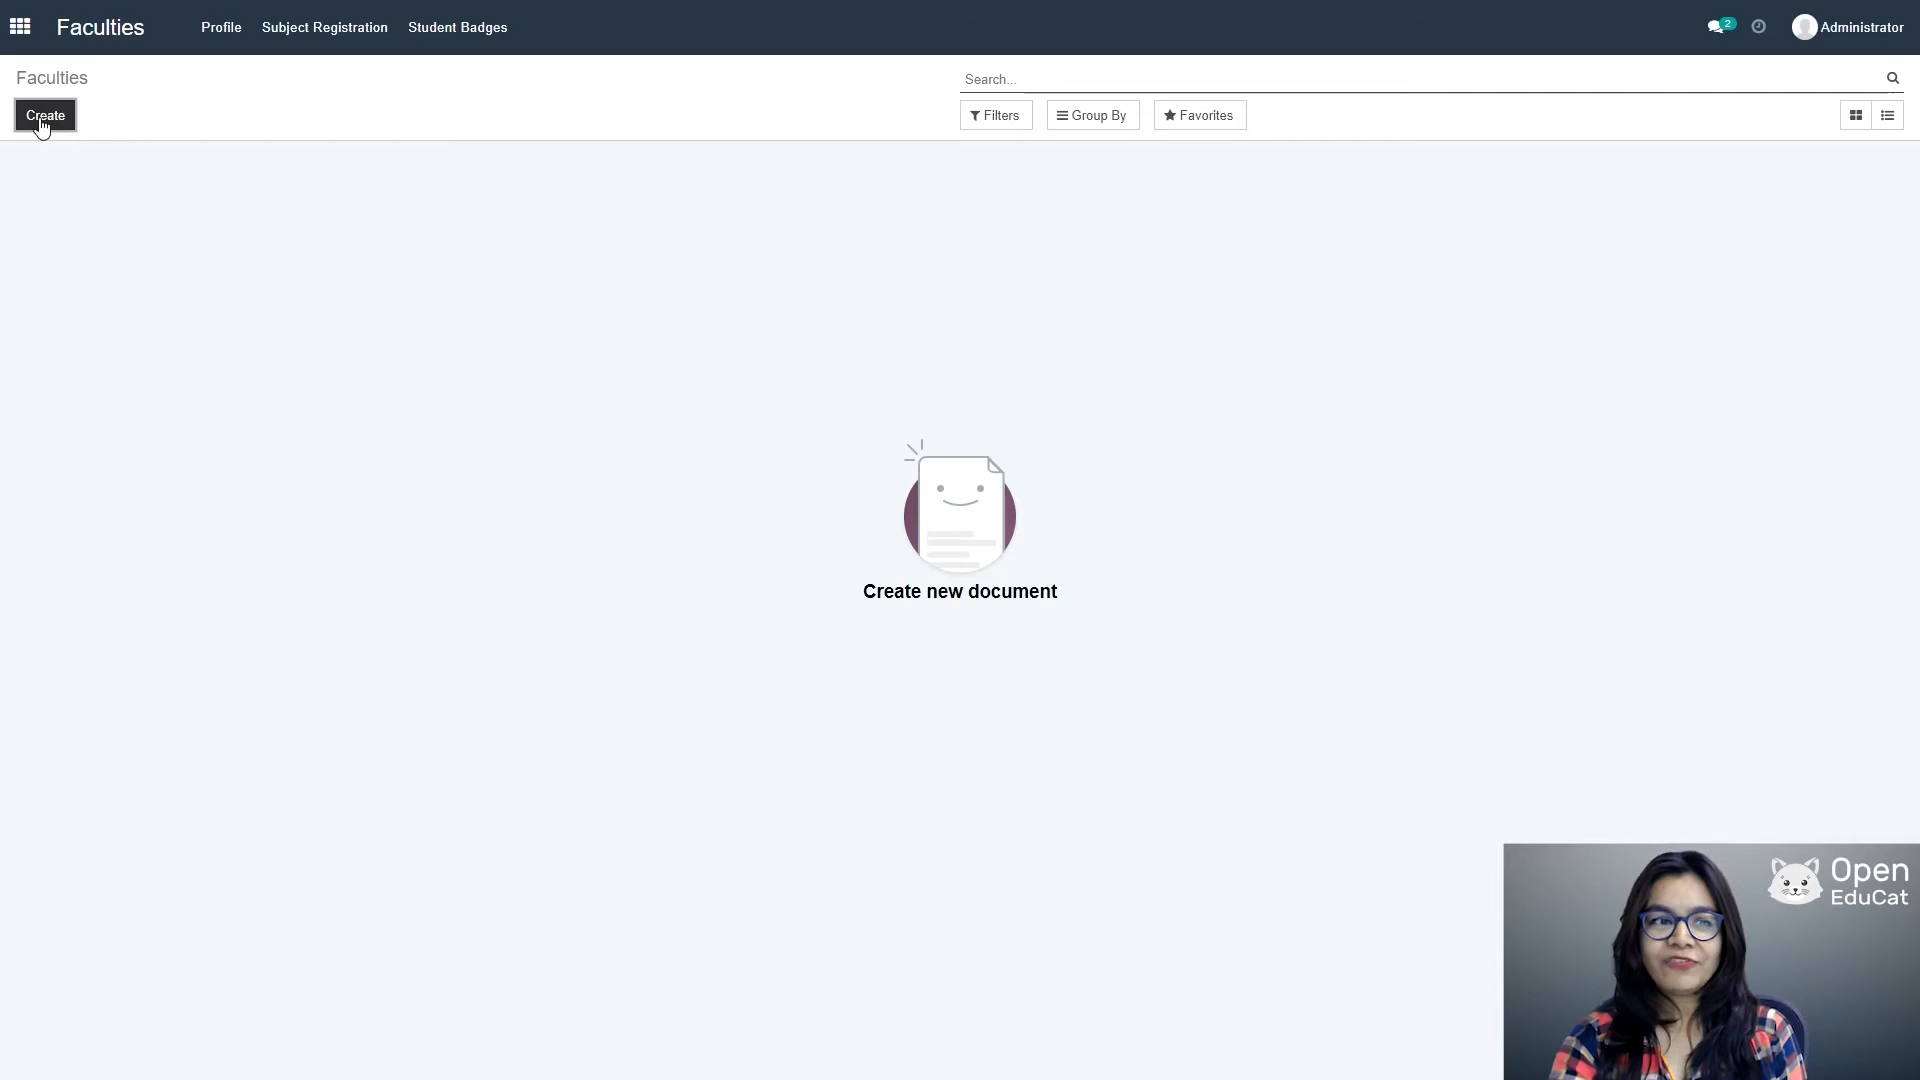 Faculties
Profile
Subject Registration
Student Badges
2
Administrator
Faculties
Search...
Create
Filters
Group By
Favorites
Create new document
Open
EduCat